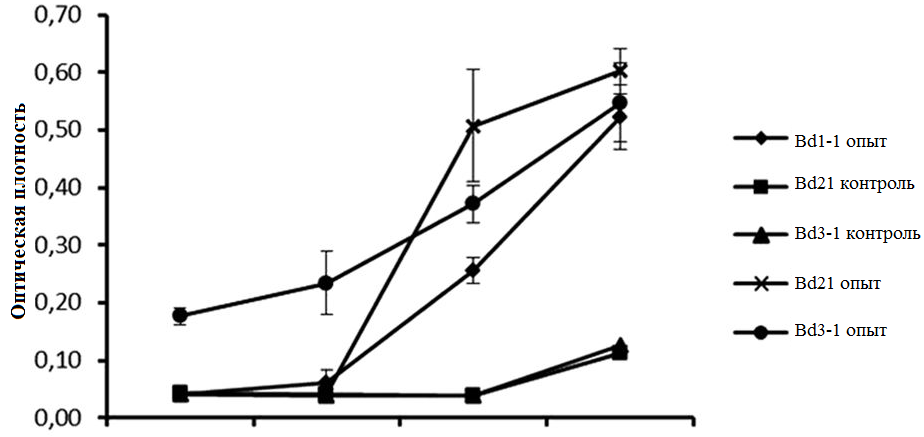 0,70
0,60
0,50
0,40
0,30
0,20
0,10
0,00
Оптическая плотность
Bd1-1 опыт
Bd21 контроль
Bd3-1 контроль
Bd21 опыт
Bd3-1 опыт